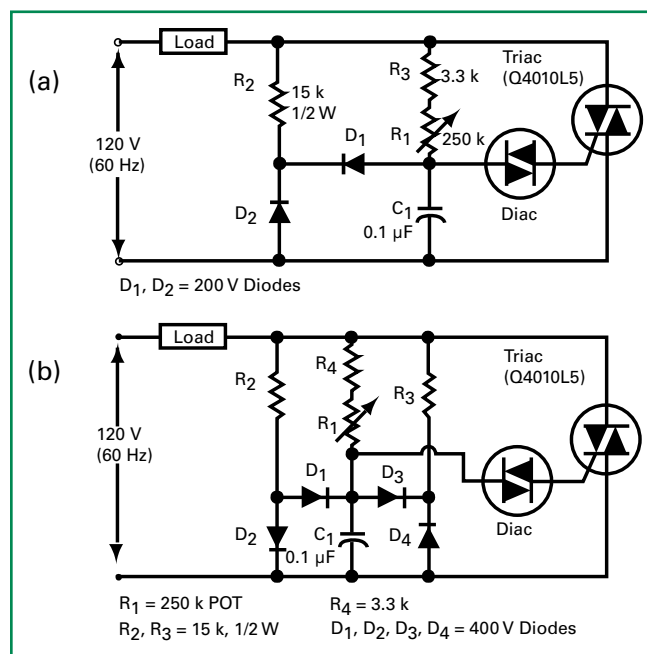 (a)
Load
R2
15 k
1/2 W
R3
3.3 k
Triac
(Q4010L5)
120 V
(60 Hz)
D1
R1
250 k
D2
C1
0.1 µF
Diac
D1, D2 = 200 V Diodes
(b)
Load
R2
R4
R3
Triac
(Q4010L5)
120 V
(60 Hz)
R1
D1
D3
D2
C1
0.1 µF
D4
Diac
R1 = 250 k POT
R2, R3 = 15 k, 1/2 W
R4 = 3.3 k
D1, D2, D3, D4 = 400 V Diodes